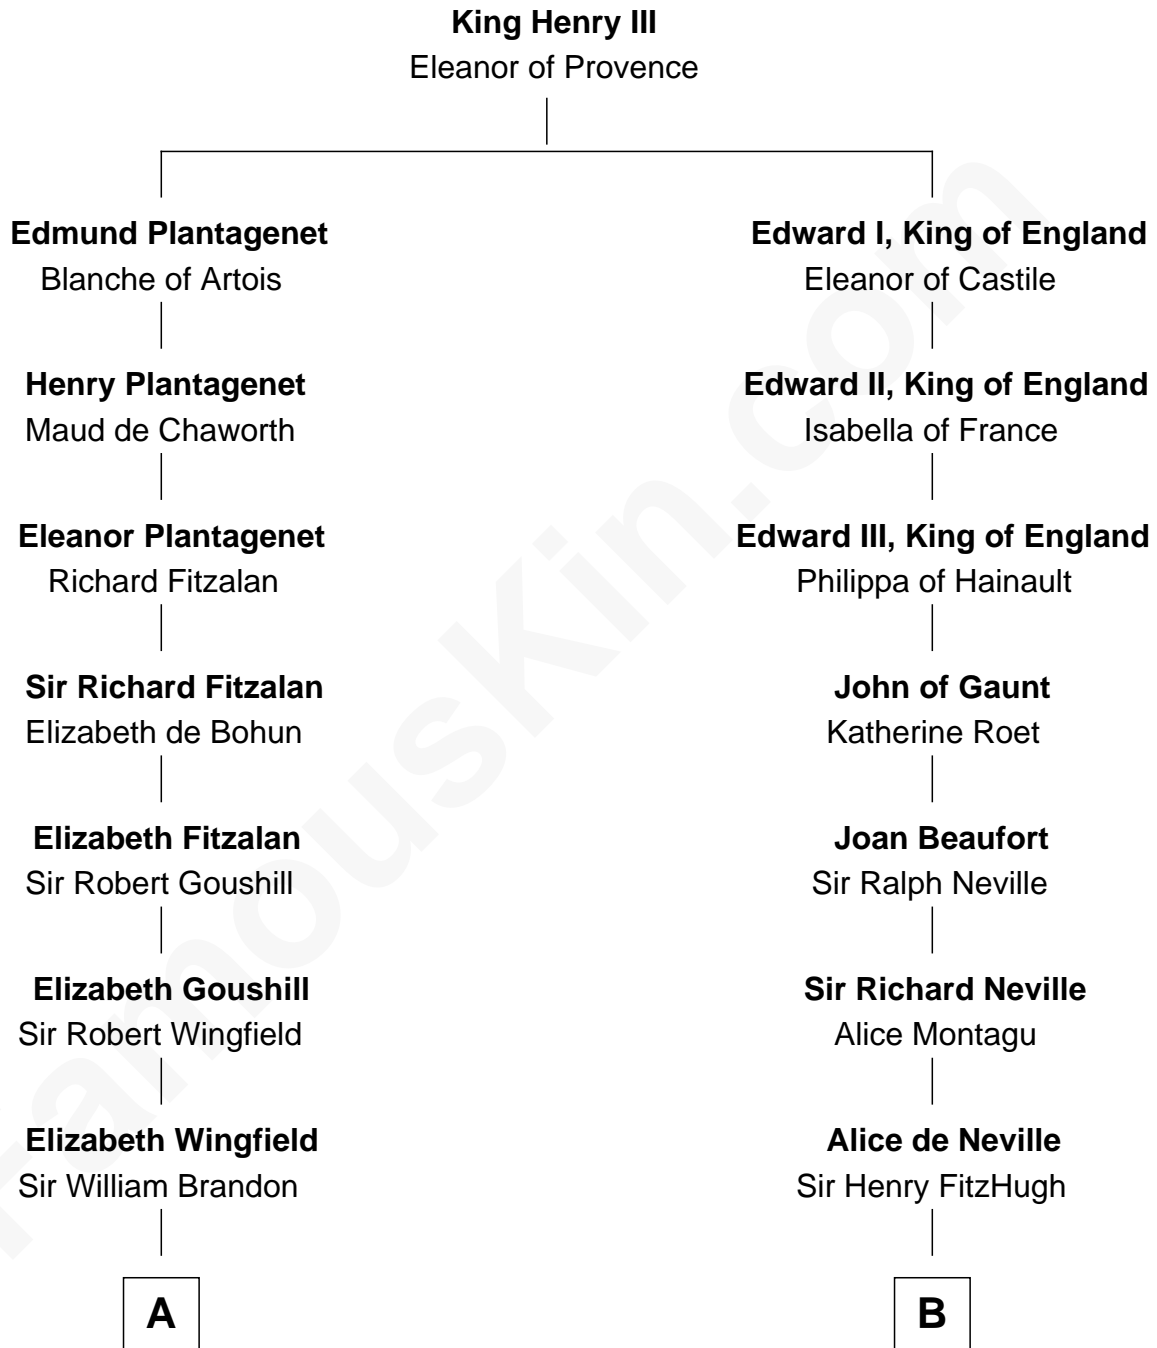 King Henry III
Eleanor of Provence
Edmund Plantagenet
Blanche of Artois
Edward I, King of England
Eleanor of Castile
Henry Plantagenet
Maud de Chaworth
Edward II, King of England
Isabella of France
Eleanor Plantagenet
Richard Fitzalan
Edward III, King of England
Philippa of Hainault
Sir Richard Fitzalan
Elizabeth de Bohun
John of Gaunt
Katherine Roet
Elizabeth Fitzalan
Sir Robert Goushill
Joan Beaufort
Sir Ralph Neville
Elizabeth Goushill
Sir Robert Wingfield
Sir Richard Neville
Alice Montagu
Elizabeth Wingfield
Sir William Brandon
Alice de Neville
Sir Henry FitzHugh
A
B
FamousKin.com